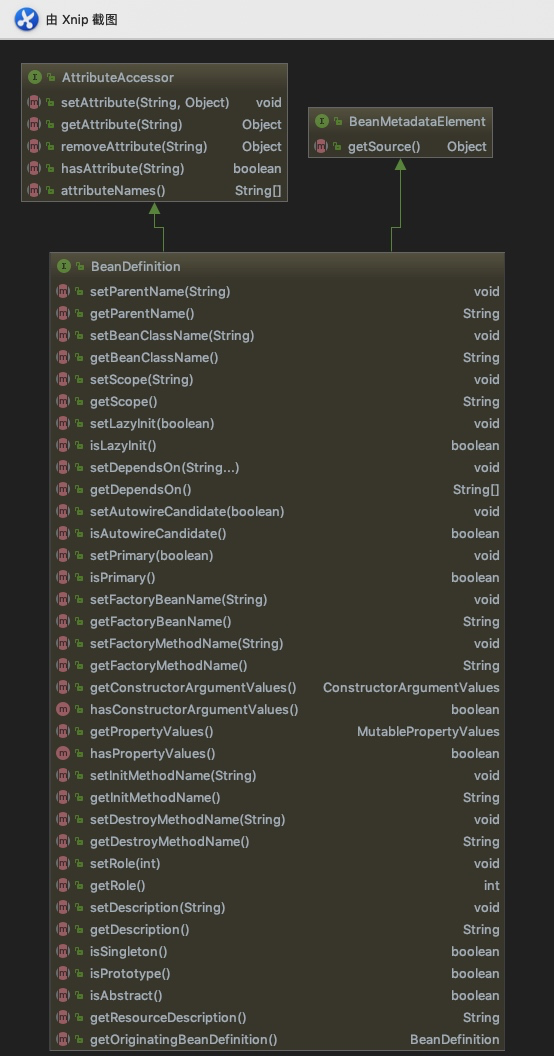 由 Xnip 截图
AttributeAccessor
setAttribute(String, Object) void
getAttribute(String) Object
removeAttribute(String) Object
hasAttribute(String) boolean
attributeNames() String[]
BeanMetadataElement
getSource() Object
BeanDefinition
setParentName(String) void
getParentName() String
setBeanClassName(String) void
getBeanClassName() String
setScope(String) void
getScope() String
setLazyInit(boolean) void
isLazyInit() boolean
setDependsOn(String...) void
getDependsOn() String[]
setAutowireCandidate(boolean) void
isAutowireCandidate() boolean
setPrimary(boolean) void
isPrimary() boolean
setFactoryBeanName(String) void
getFactoryBeanName() String
setFactoryMethodName(String) void
getFactoryMethodName() String
getConstructorArgumentValues() ConstructorArgumentValues
hasConstructorArgumentValues() boolean
getPropertyValues() MutablePropertyValues
hasPropertyValues() boolean
setInitMethodName(String) void
getInitMethodName() String
setDestroyMethodName(String) void
getDestroyMethodName() String
setRole(int) void
getRole() int
setDescription(String) void
getDescription() String
isSingleton() boolean
isPrototype() boolean
isAbstract() boolean
getResourceDescription() String
getOriginatingBeanDefinition() BeanDefinition